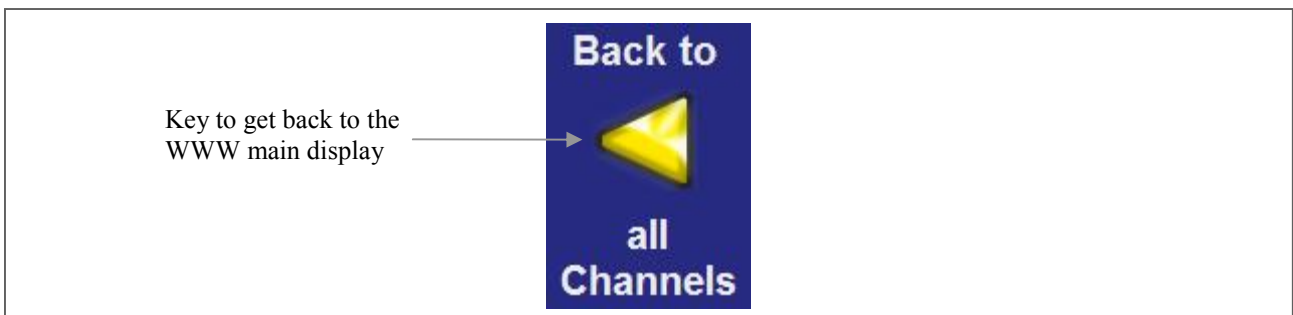 Back to
Key to get back to the
WWW main display
all
Channels